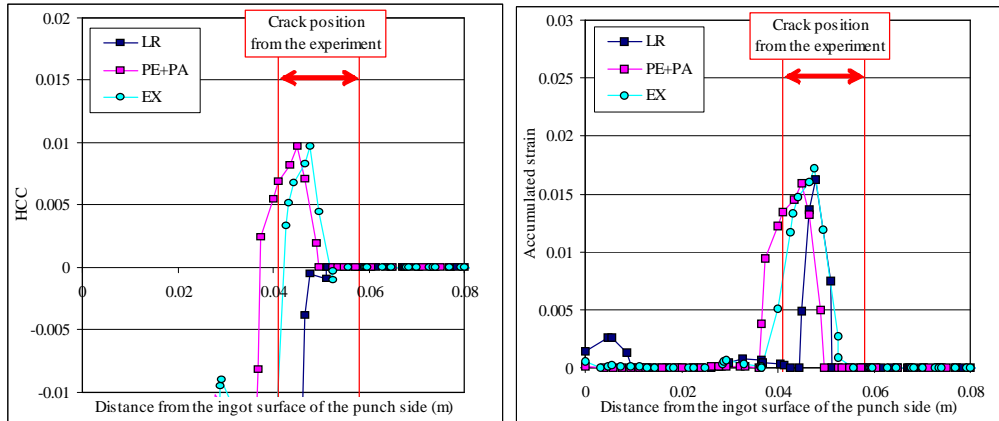 0.02
0.015
0.01
0.005
0
-0.005
-0.01
HCC
LR
PE+PA
EX
Crack position
from the experiment
0
0.02
0.04
0.06
0.08
Distance from the ingot surface of the punch side (m)
0.03
0.025
0.02
0.015
0.01
0.005
0
Accumulated strain
LR
PE+PA
EX
Crack position
from the experiment
0
0.02
0.04
0.06
0.08
Distance from the ingot surface of the punch side (m)